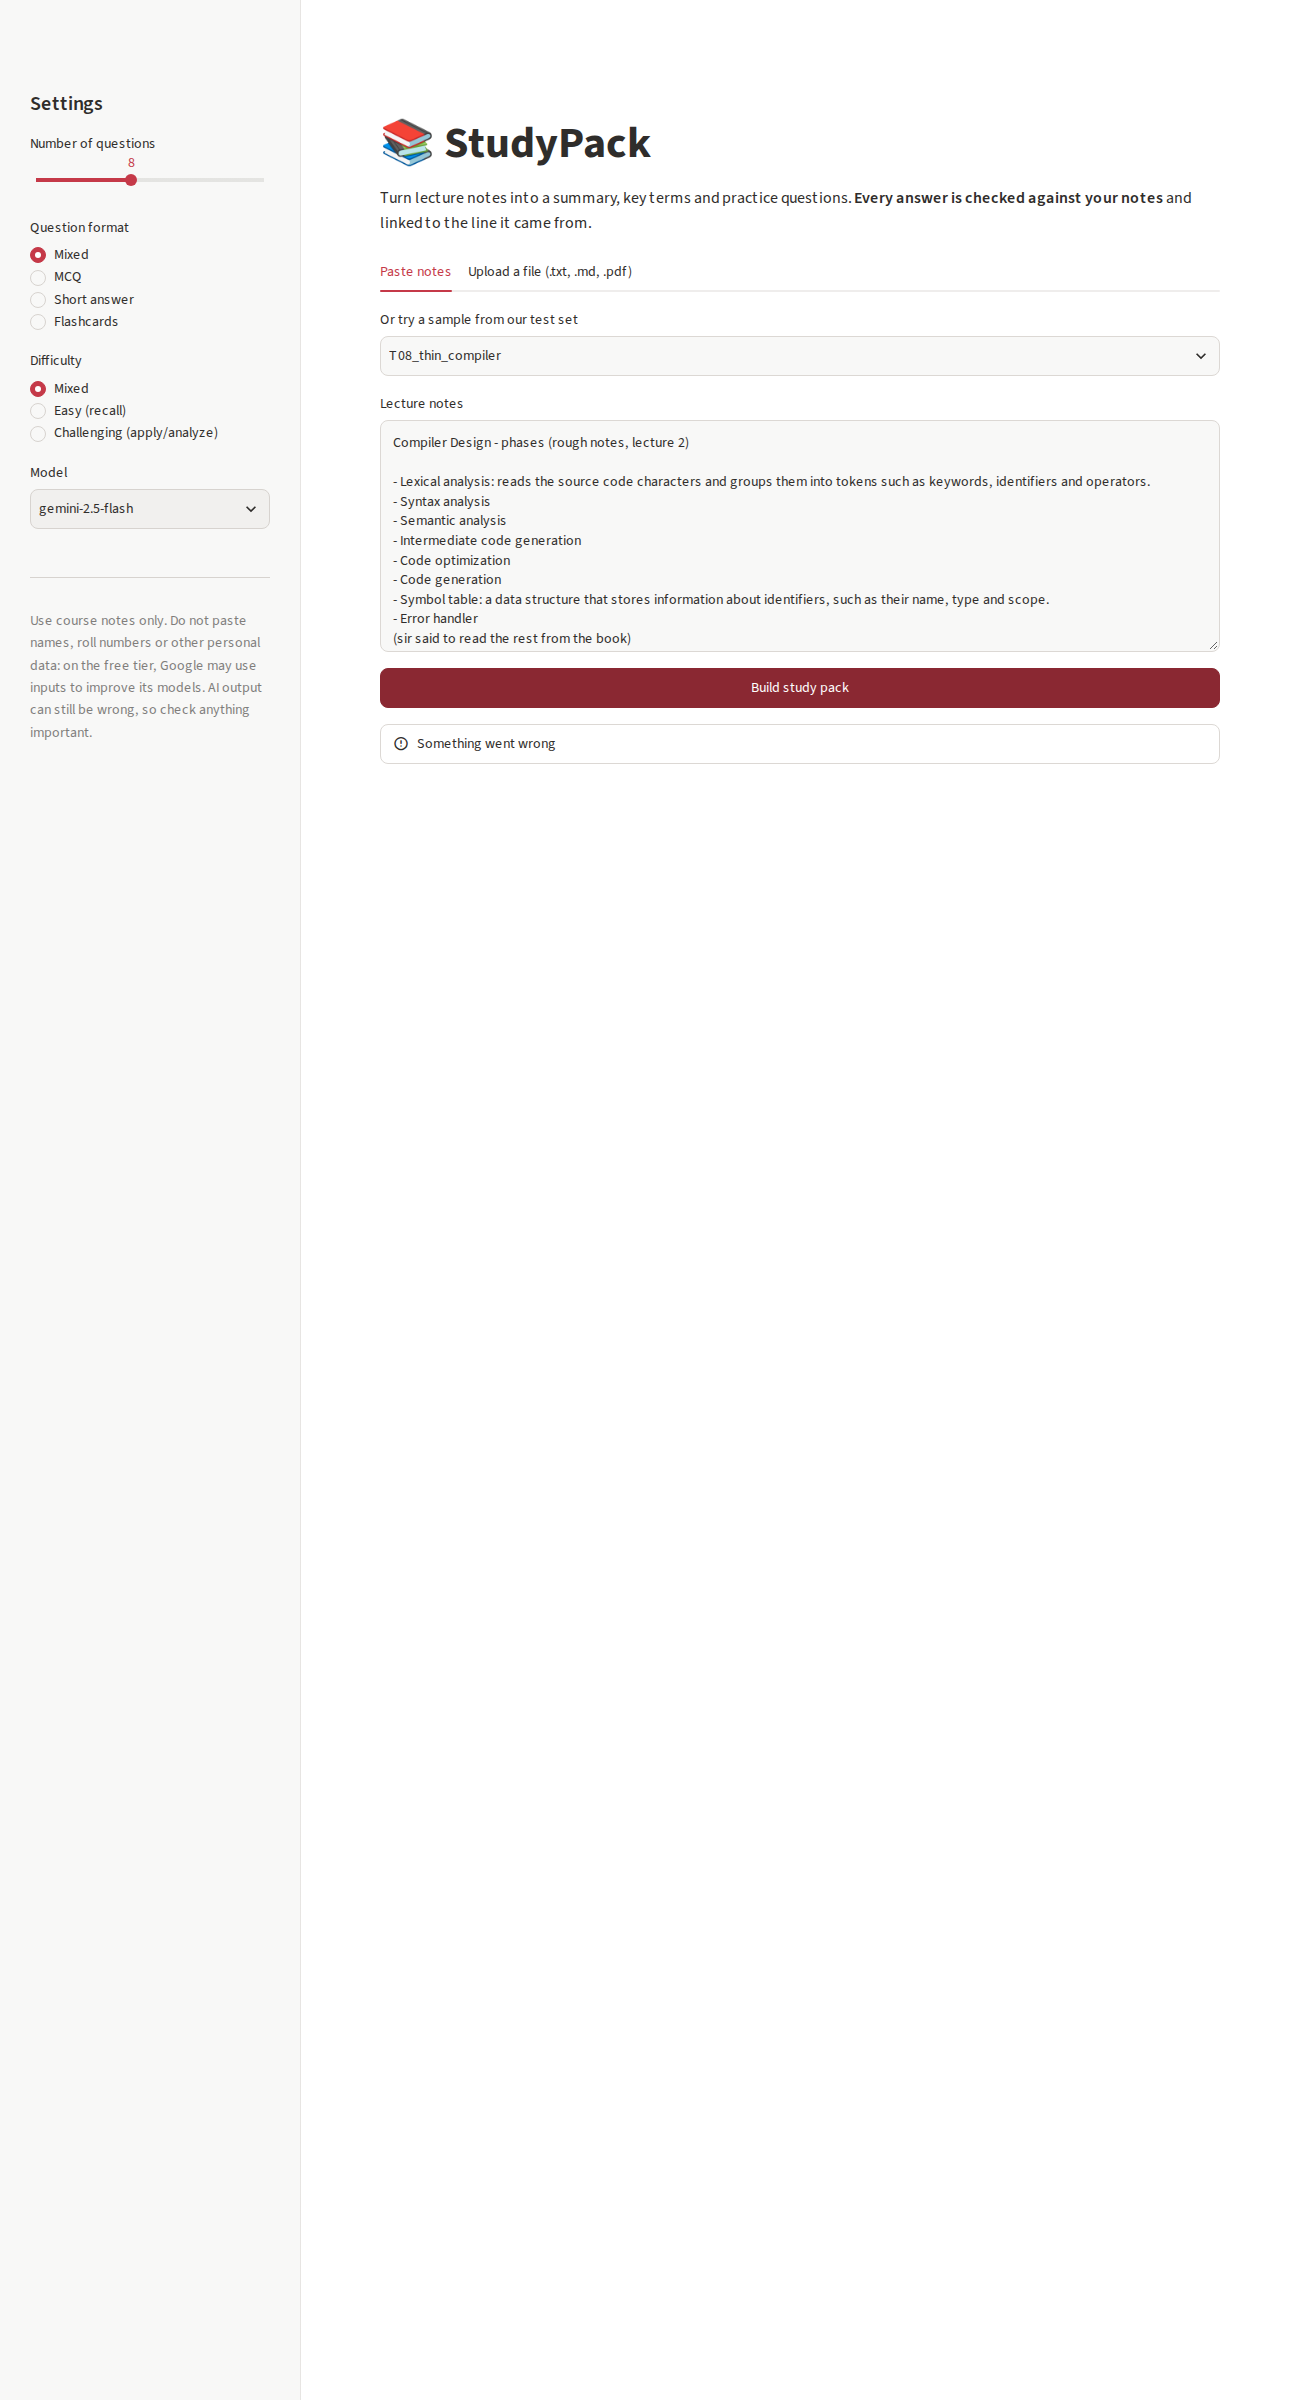 Settings
Number of questions
8
Question format
Mixed
MCQ
Short answer
Flashcards
Difficulty
Mixed
Easy (recall)
Challenging (apply/analyze)
Model
gemini-2.5-flash
Use course notes only. Do not paste
names, roll numbers or other personal
data: on the free tier, Google may use
inputs to improve its models. AI output
can still be wrong, so check anything
important.
📚 StudyPack
Turn lecture notes into a summary, key terms and practice questions. Every answer is checked against your notes and
linked to the line it came from.
Paste notes
Upload a file (.txt, .md, .pdf)
Or try a sample from our test set
T08_thin_compiler
Lecture notes
Compiler Design - phases (rough notes, lecture 2)
- Lexical analysis: reads the source code characters and groups them into tokens such as keywords, identifiers and operators.
- Syntax analysis
- Semantic analysis
- Intermediate code generation
- Code optimization
- Code generation
- Symbol table: a data structure that stores information about identifiers, such as their name, type and scope.
- Error handler
(sir said to read the rest from the book)
Build study pack
Something went wrong